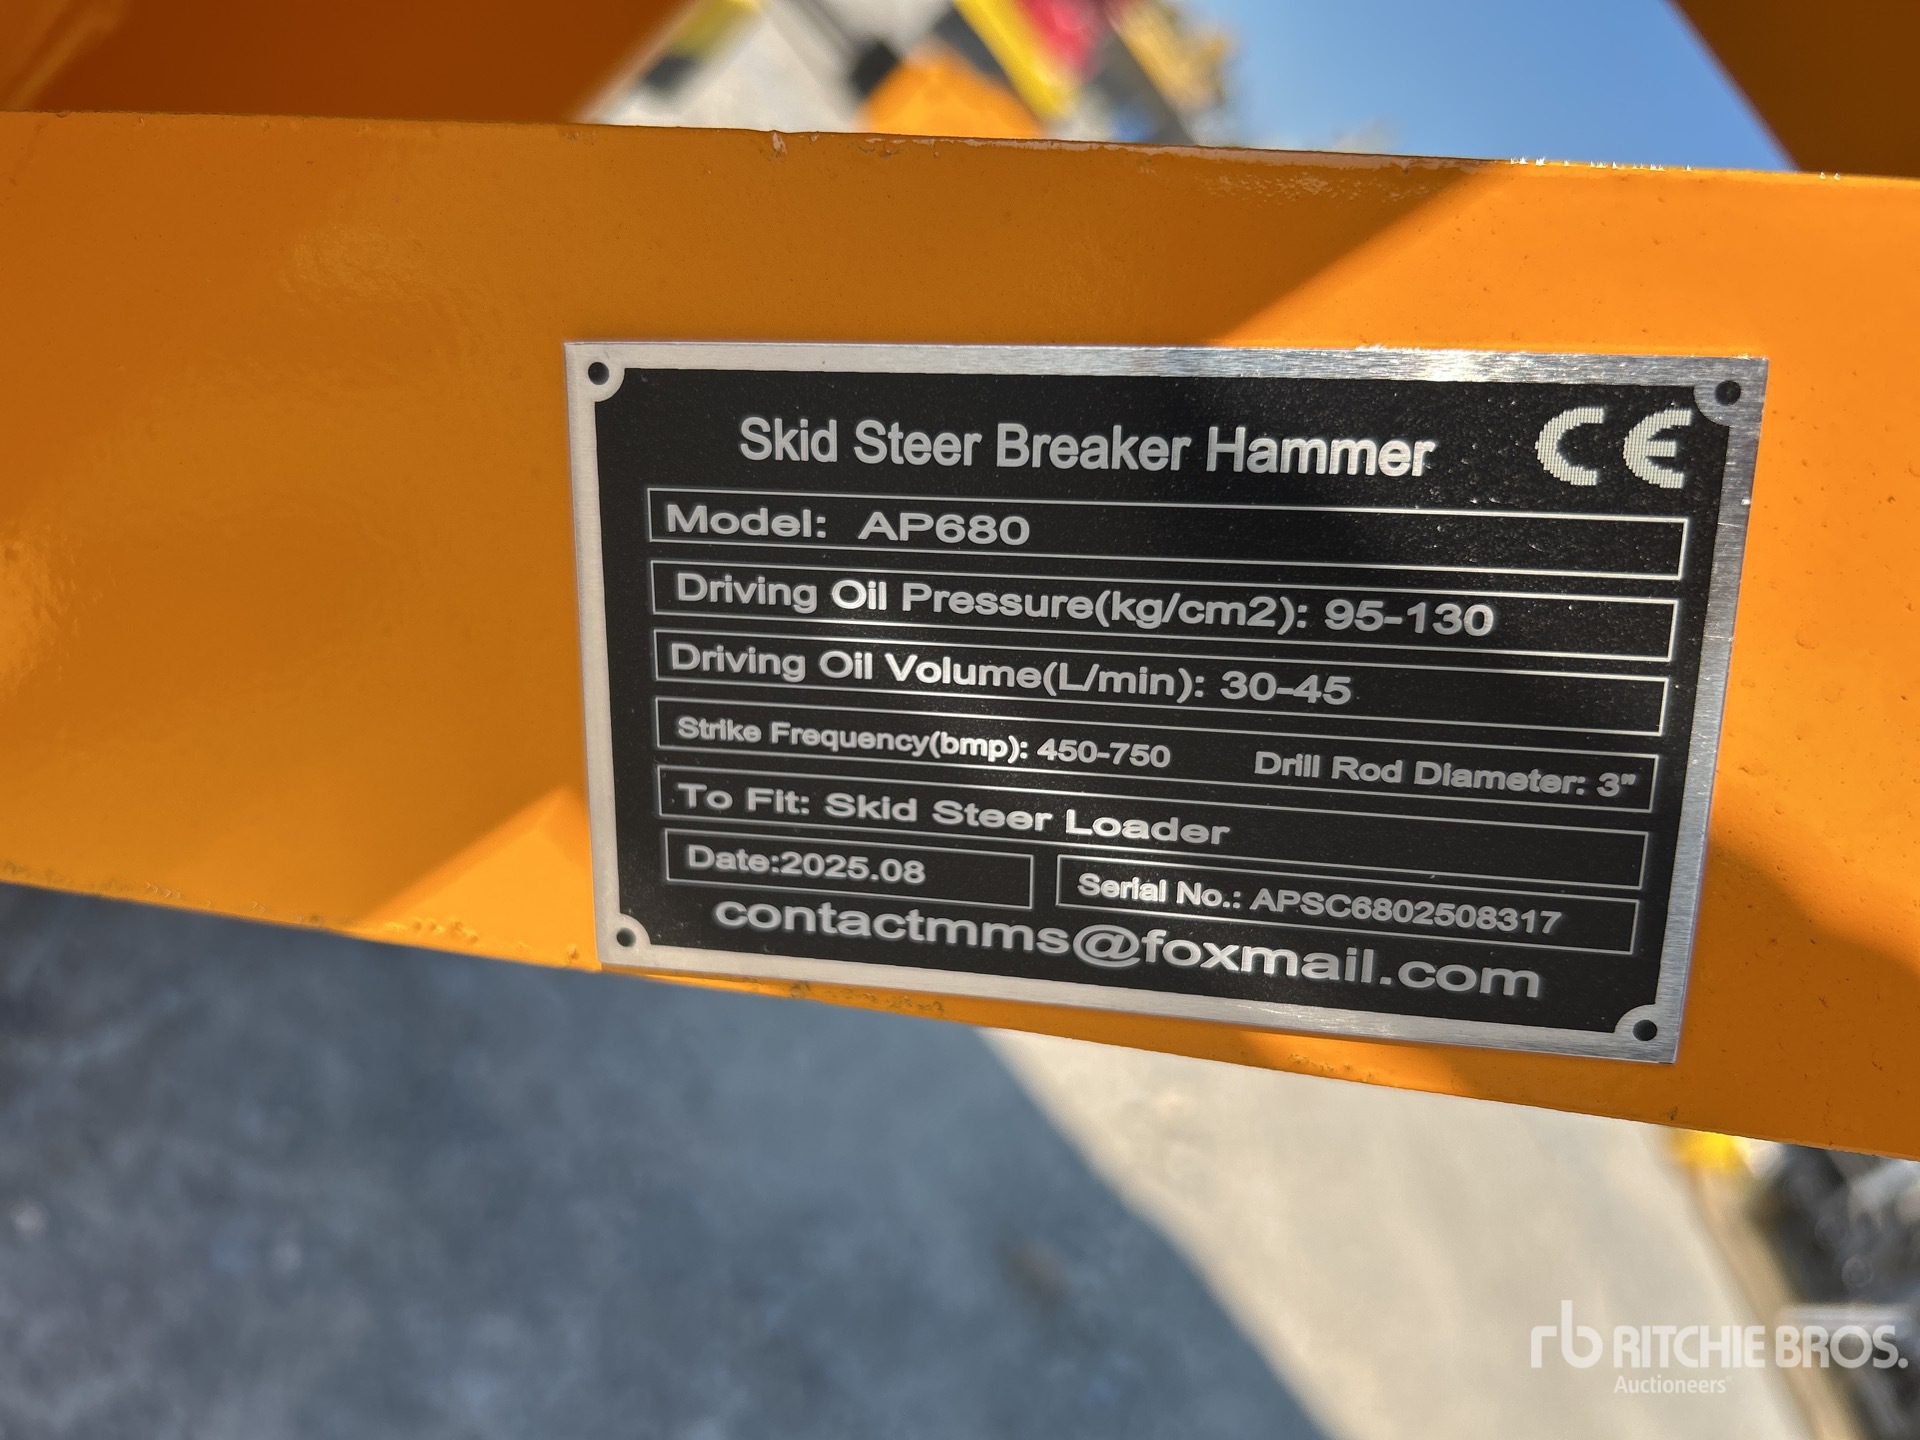 Skid Steer Breaker Hammer CE
Model: AP680
Driving Oil Pressure(kg/cm2): 95-130
Driving Oil Volume(L/min): 30-45
Strike Frequency(bmp): 450-750 Drill Rod Diameter: 3"
To Fit: Skid Steer Loader
Date:2025.08 Serial No.: APSC6802508317
contactmms@foxmail.com
rb RITCHIE BROS.
Auctioneers